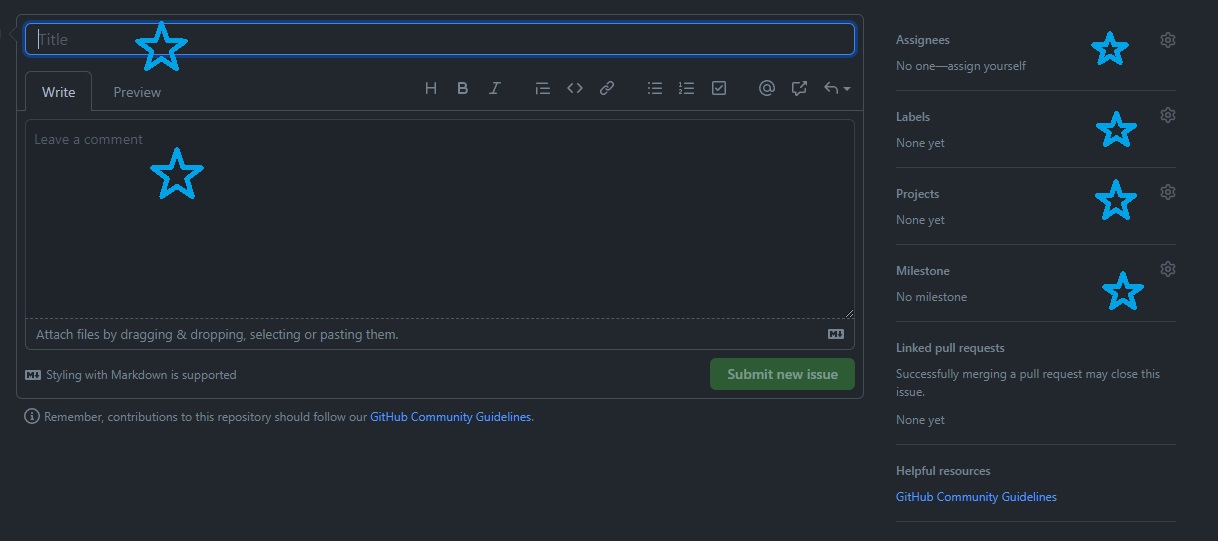 Title
Write
Preview
H B I
Leave a comment
Attach files by dragging & dropping, selecting or pasting them.
Styling with Markdown is supported
Submit new issue
Remember, contributions to this repository should follow our GitHub Community Guidelines.
Assignees
No one—assign yourself
Labels
None yet
Projects
None yet
Milestone
No milestone
Linked pull requests
Successfully merging a pull request may close this
issue.
None yet
Helpful resources
GitHub Community Guidelines